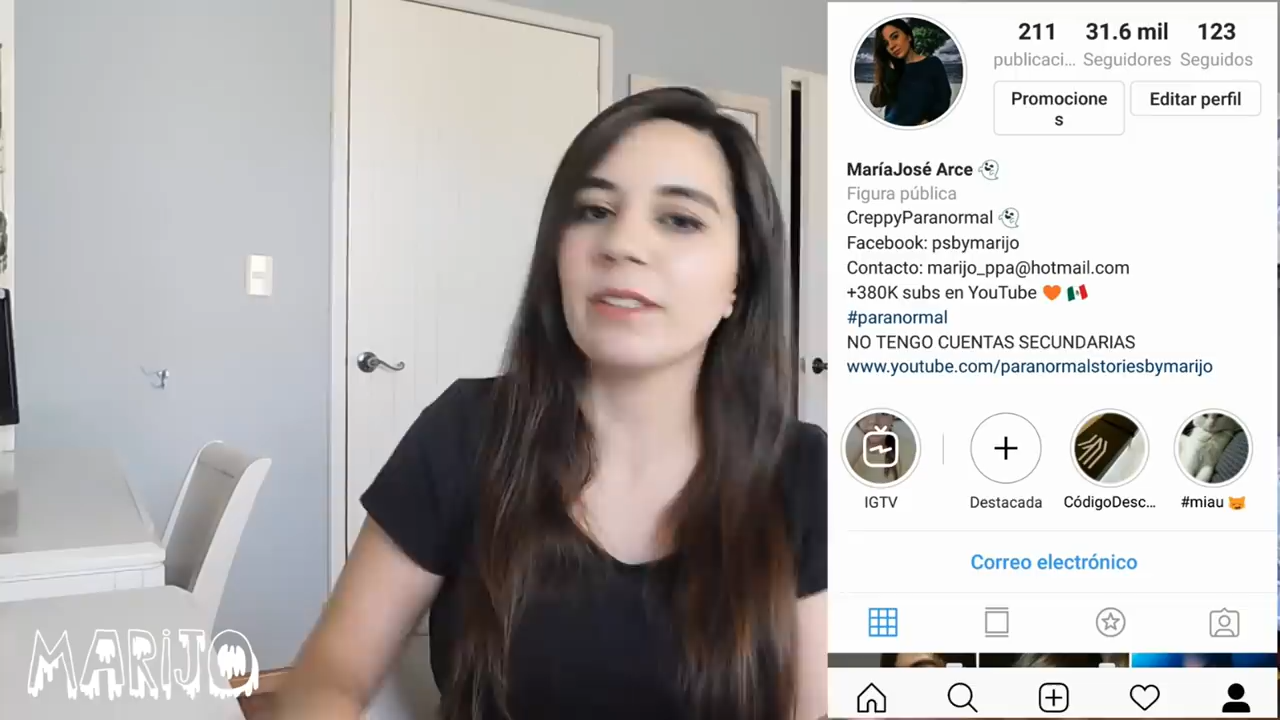 211 31.6 mil 123
publicaci... Seguidores Seguidos
Promocione
s
Editar perfil
MaríaJosé Arce 👻
Figura pública
CreppyParanormal 👻
Facebook: psbymarijo
Contacto: marijo_ppa@hotmail.com
+380K subs en YouTube 🧡 🇲🇽
#paranormal
NO TENGO CUENTAS SECUNDARIAS
www.youtube.com/paranormalstoriesbymarijo
IGTV
Destacada
CódigoDesc...
#miau 😺
Correo electrónico
MARiJO